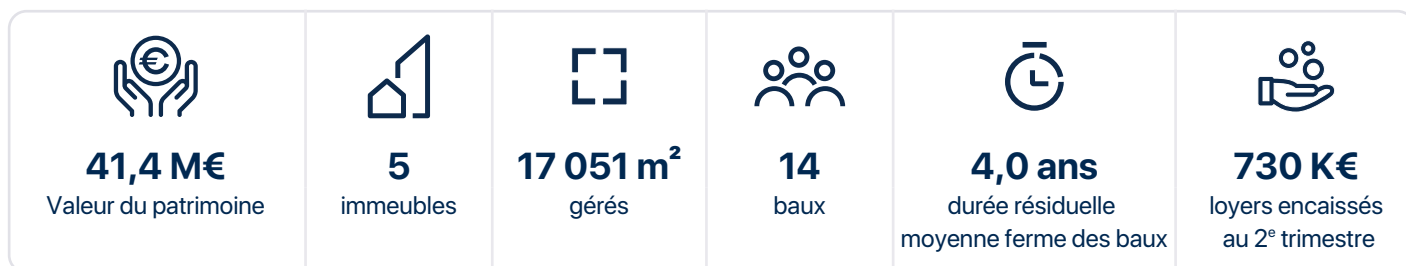 41,4 M€
Valeur du patrimoine
5
immeubles
17 051 m²
gérés
14
baux
4,0 ans
durée résiduelle
moyenne ferme des baux
730 K€
loyers encaissés
au 2ᵉ trimestre